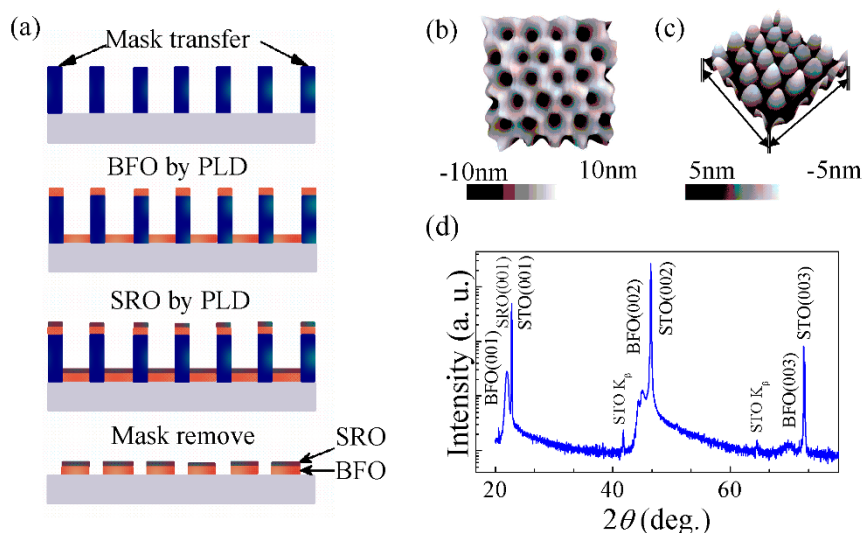 (a)
Mask transfer
BFO by PLD
SRO by PLD
Mask remove
SRO
BFO
(b)
-10nm
10nm
(c)
5nm
-5nm
(d)
Intensity (a. u.)
BFO(001)
SRO(001)
STO(001)
STO Kβ
BFO(002)
STO(002)
STO Kβ
BFO(003)
STO(003)
20
40
60
2θ (deg.)